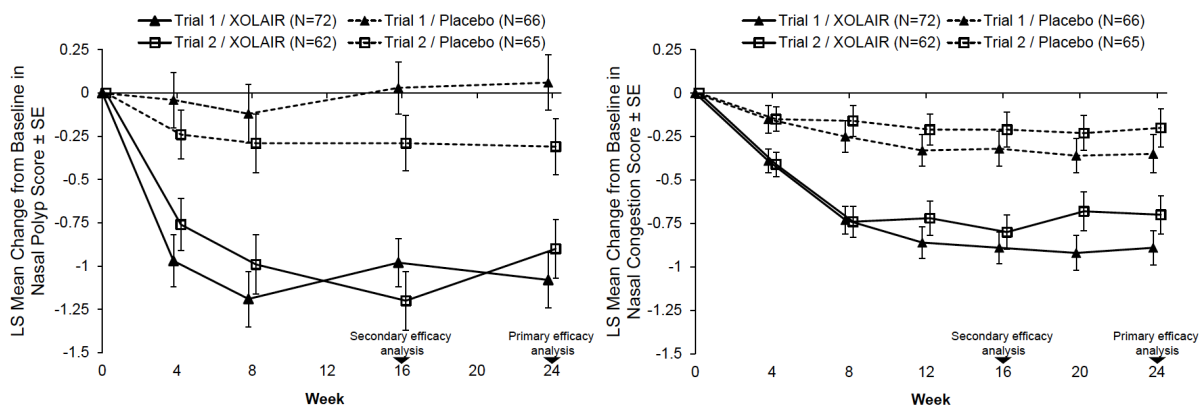 Trial 1 / XOLAIR (N=72) Trial 1 / Placebo (N=66)
Trial 2 / XOLAIR (N=62) Trial 2 / Placebo (N=65)
LS Mean Change from Baseline in
Nasal Polyp Score ± SE
0.25
0
-0.25
-0.5
-0.75
-1
-1.25
-1.5
Secondary efficacy
analysis
Primary efficacy
analysis
0 4 8 12 16 20 24
Week
Trial 1 / XOLAIR (N=72) Trial 1 / Placebo (N=66)
Trial 2 / XOLAIR (N=62) Trial 2 / Placebo (N=65)
LS Mean Change from Baseline in
Nasal Congestion Score ± SE
0.25
0
-0.25
-0.5
-0.75
-1
-1.25
-1.5
Secondary efficacy
analysis
Primary efficacy
analysis
0 4 8 12 16 20 24
Week